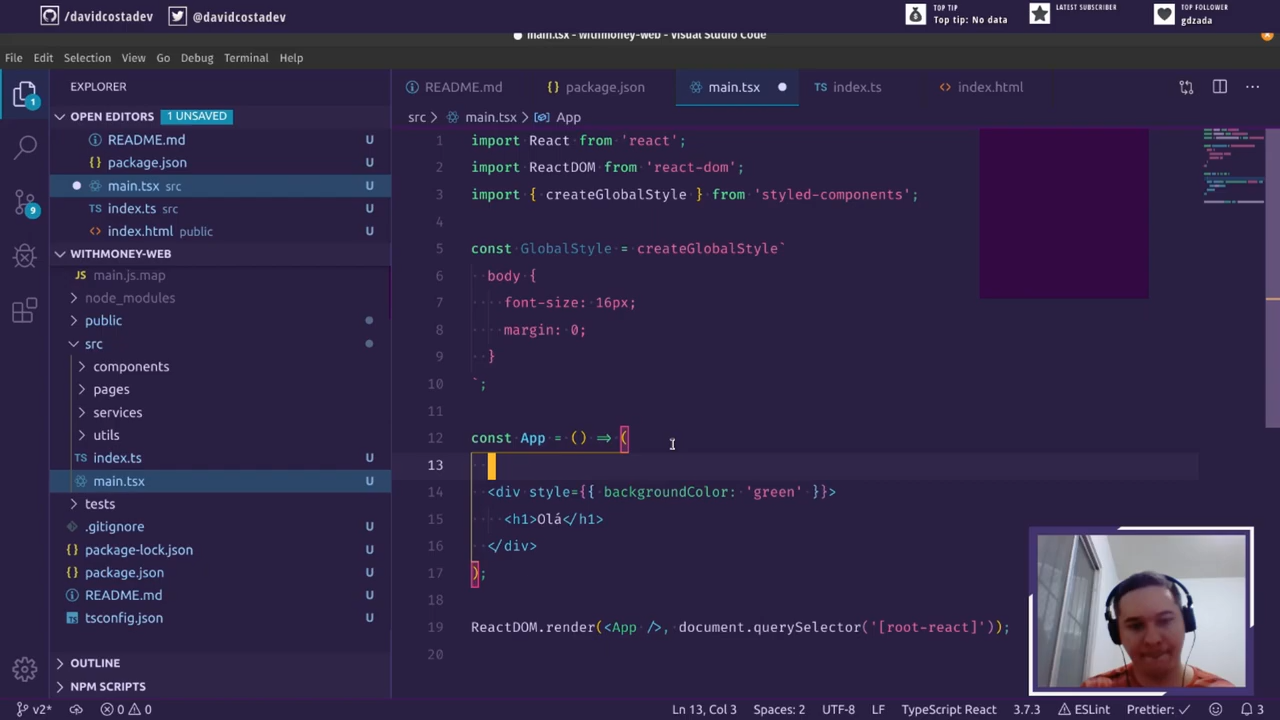 /davidcostadev @davidcostadev
TOP TIP
Top tip: No data
LATEST SUBSCRIBER
TOP FOLLOWER
gdzada
main.tsx - withmoney-web - Visual Studio Code
File Edit Selection View Go Debug Terminal Help
EXPLORER
OPEN EDITORS 1 UNSAVED
README.md U
package.json U
main.tsx src U
index.ts src U
index.html public U
WITHMONEY-WEB
main.js.map
node_modules
public
src
components
pages
services
utils
index.ts U
main.tsx U
tests
.gitignore U
package-lock.json U
package.json U
README.md U
tsconfig.json U
OUTLINE
NPM SCRIPTS
1
9
README.md package.json main.tsx index.ts index.html
src > main.tsx > App
1 import React from 'react';
2 import ReactDOM from 'react-dom';
3 import { createGlobalStyle } from 'styled-components';
4
5 const GlobalStyle = createGlobalStyle`
6 body {
7 font-size: 16px;
8 margin: 0;
9 }
10 `;
11
12 const App = () => (
13
14 <div style={{ backgroundColor: 'green' }}>
15 <h1>Olá</h1>
16 </div>
17 );
18
19 ReactDOM.render(<App />, document.querySelector('[root-react]'));
20
v2* 0 0 Ln 13, Col 3 Spaces: 2 UTF-8 LF TypeScript React 3.7.3 ESLint Prettier: ✓ 3